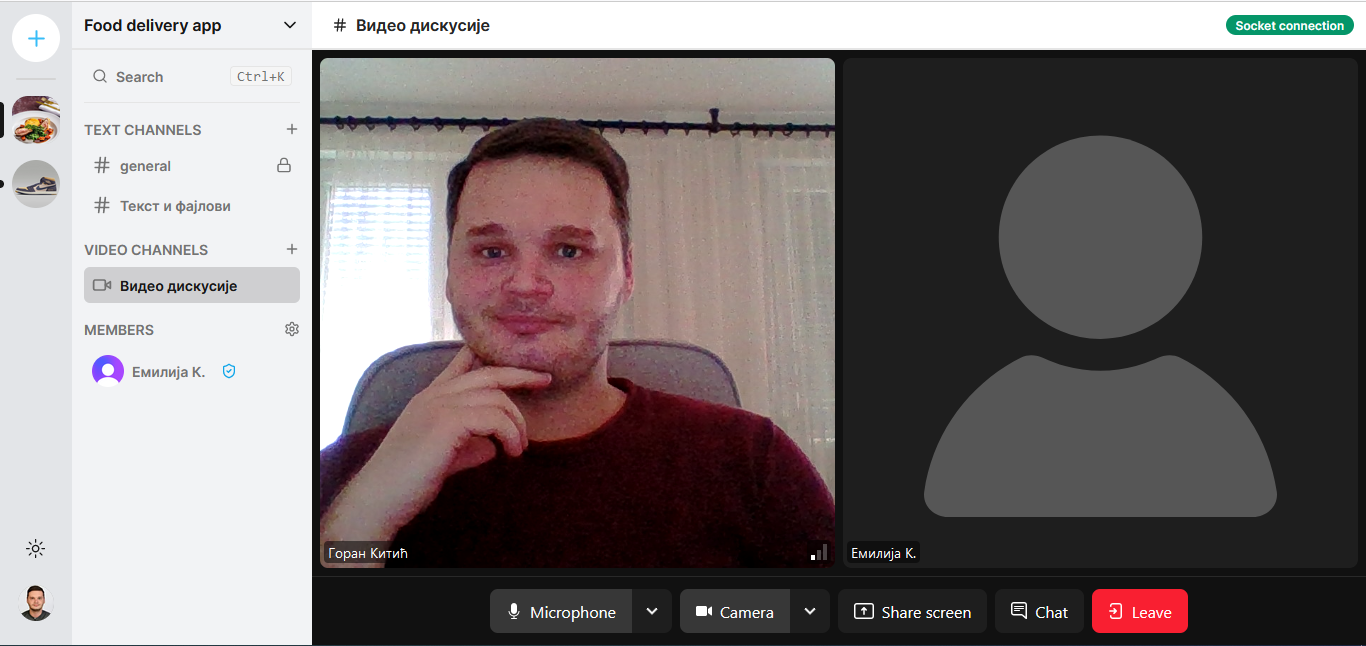 Food delivery app
Search Ctrl+K
TEXT CHANNELS
general
Текст и фајлови
VIDEO CHANNELS
Видео дискусије
MEMBERS
Емилија К.
# Видео дискусије
Socket connection
Горан Китић
Емилија К.
Microphone
Camera
Share screen
Chat
Leave